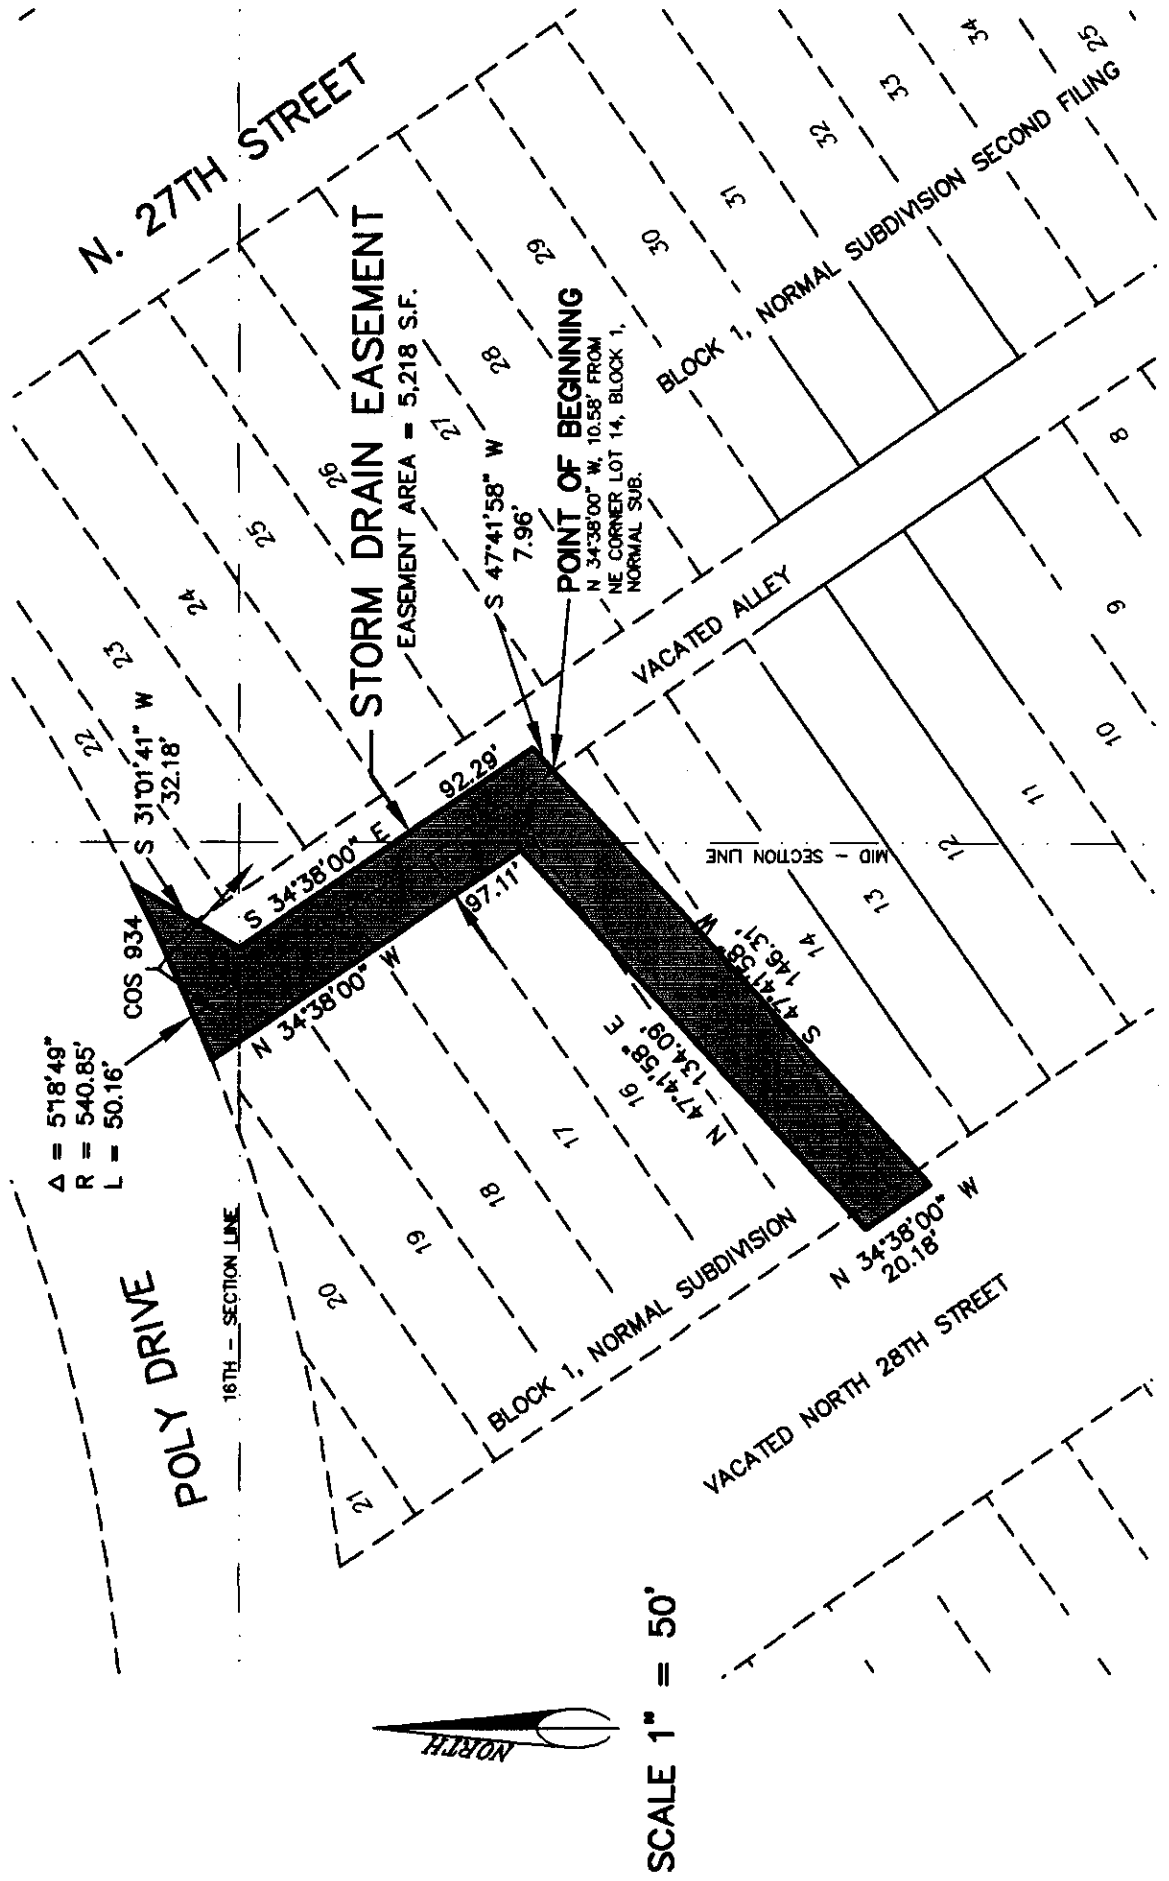 N. 27TH STREET
STORM DRAIN EASEMENT
EASEMENT AREA = 5,218 S.F.
S 47°41'58" W
7.96'
POINT OF BEGINNING
N 34°38'00" W, 10.58' FROM
NE CORNER LOT 14, BLOCK 1,
NORMAL SUB.
BLOCK 1, NORMAL SUBDIVISION SECOND FILING
22
23
24
25
26
27
28
29
30
31
32
33
34
25
S 31°01'41" W
32.18'
COS 934
Δ = 5°18'49"
R = 540.85'
L = 50.16'
S 34°38'00" E
92.29'
N 34°38'00" W
97.11'
VACATED ALLEY
MID - SECTION LINE
POLY DRIVE
16TH - SECTION LINE
21
20
19
18
17
16
N 47°41'58" E
134.09'
S 47°41'58" W
146.31'
14
13
12
11
10
9
8
BLOCK 1, NORMAL SUBDIVISION
N 34°38'00" W
20.18'
VACATED NORTH 28TH STREET
NORTH
SCALE 1" = 50'